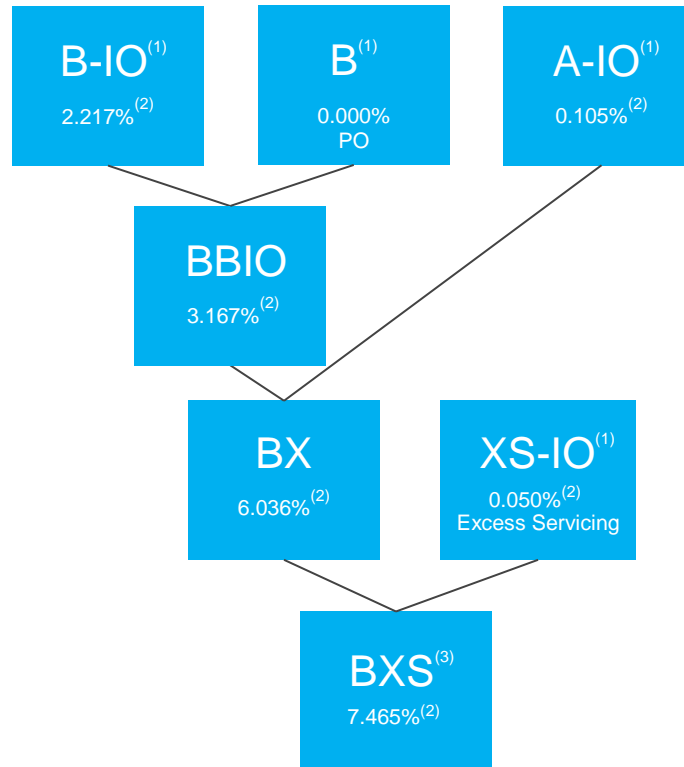 B-IO(1)
2.217%(2)
B(1)
0.000%
PO
A-IO(1)
0.105%(2)
BBIO
3.167%(2)
BX
6.036%(2)
XS-IO(1)
0.050%(2)
Excess Servicing
BXS(3)
7.465%(2)